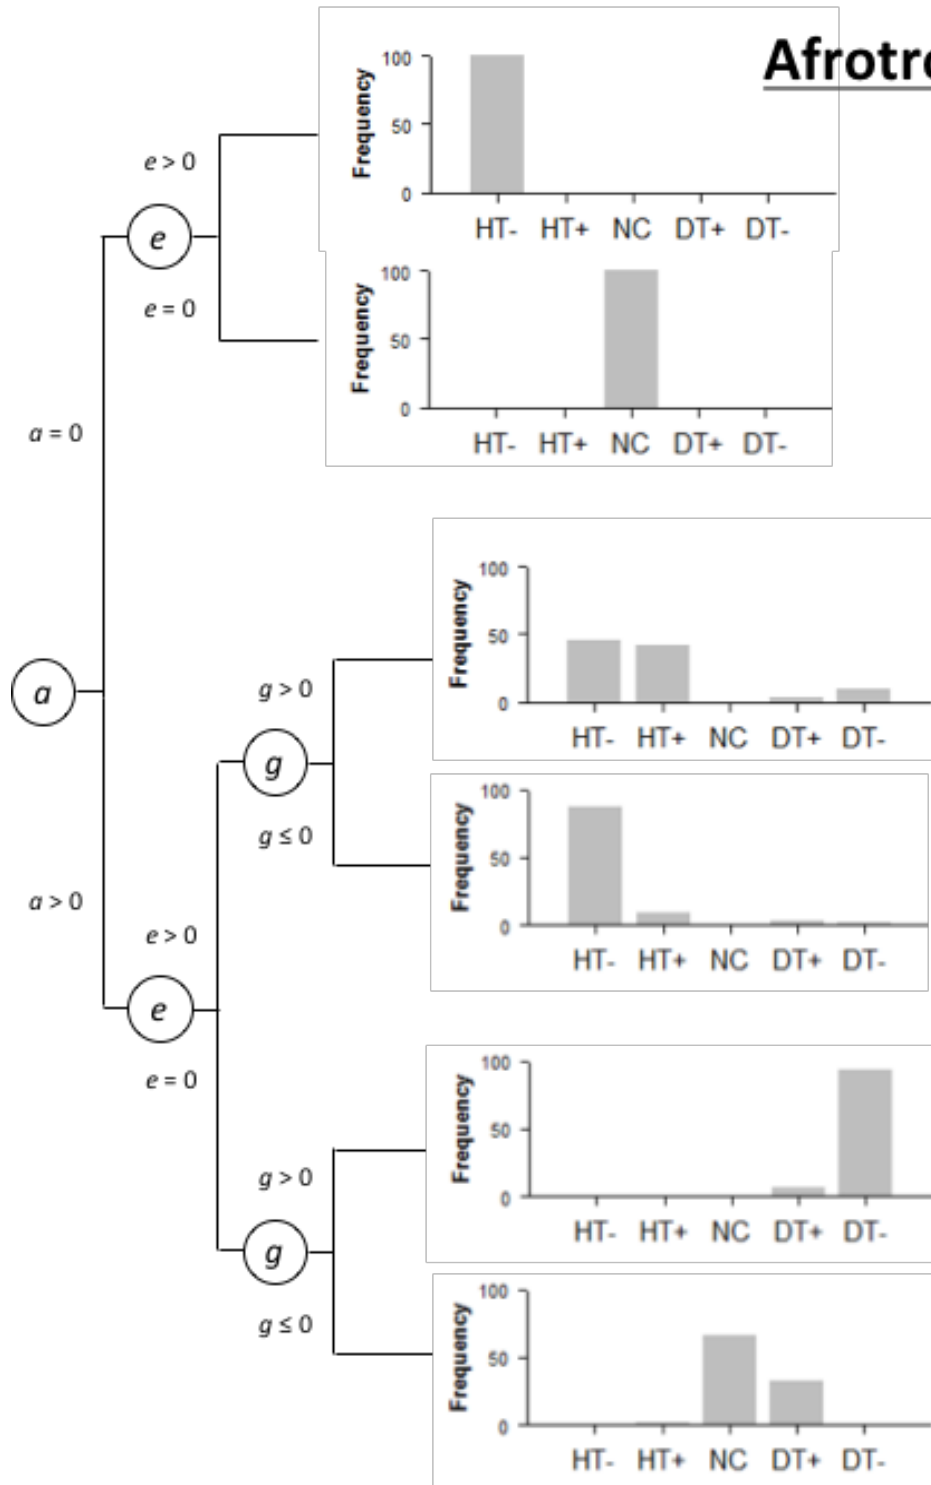 Afrotr
Frequency
100
50
0
HT- HT+ NC DT+ DT-
e > 0
e
e = 0
Frequency
100
50
0
HT- HT+ NC DT+ DT-
a = 0
a
a > 0
Frequency
100
50
0
HT- HT+ NC DT+ DT-
g > 0
g
g ≤ 0
Frequency
100
50
0
HT- HT+ NC DT+ DT-
e > 0
e
e = 0
Frequency
100
50
0
HT- HT+ NC DT+ DT-
g > 0
g
g ≤ 0
Frequency
100
50
0
HT- HT+ NC DT+ DT-